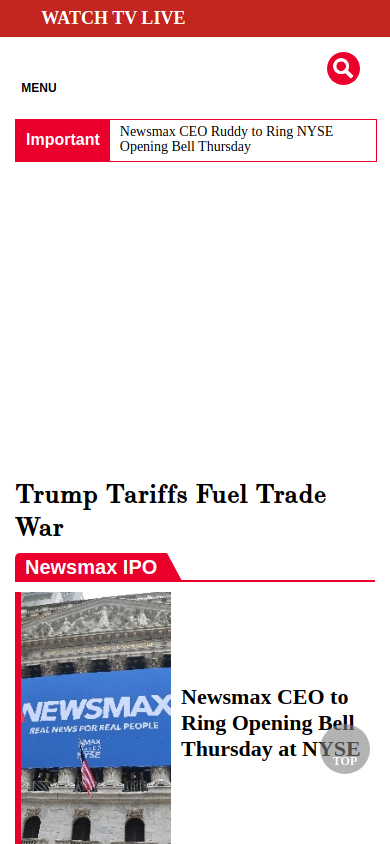 WATCH TV LIVE
MENU
Important
Newsmax CEO Ruddy to Ring NYSE
Opening Bell Thursday
Trump Tariffs Fuel Trade
War
Newsmax IPO
NEWSMAX
REAL NEWS FOR REAL PEOPLE
NYSE
Newsmax CEO to
Ring Opening Bell
Thursday at NYSE
TOP